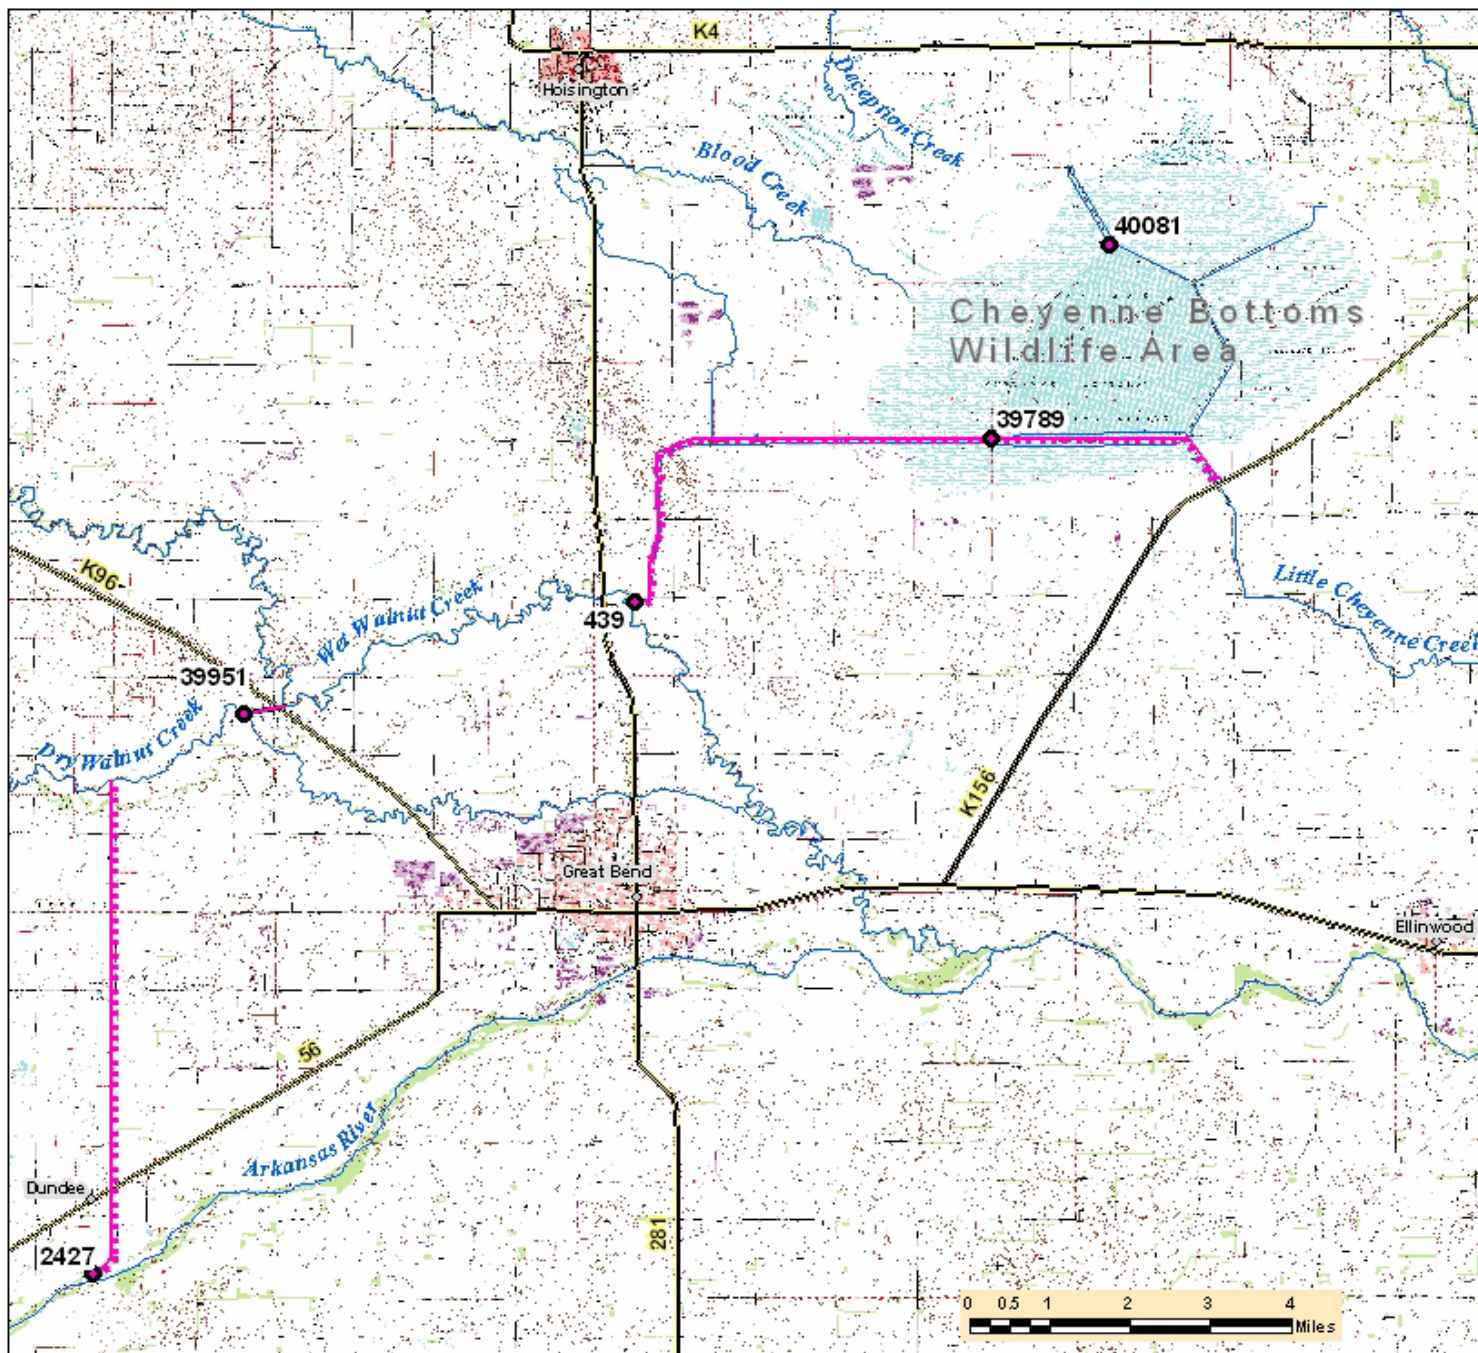 K4
Hoisington
Deception Creek
Blood Creek
40081
Cheyenne Bottoms
Wildlife Area
39789
K96
Wet Walnut Creek
439
Little Cheyenne Creek
39951
Dry Walnut Creek
K156
Great Bend
Ellinwood
56
Arkansas River
Dundee
281
2427
0 0.5 1 2 3 4
Miles